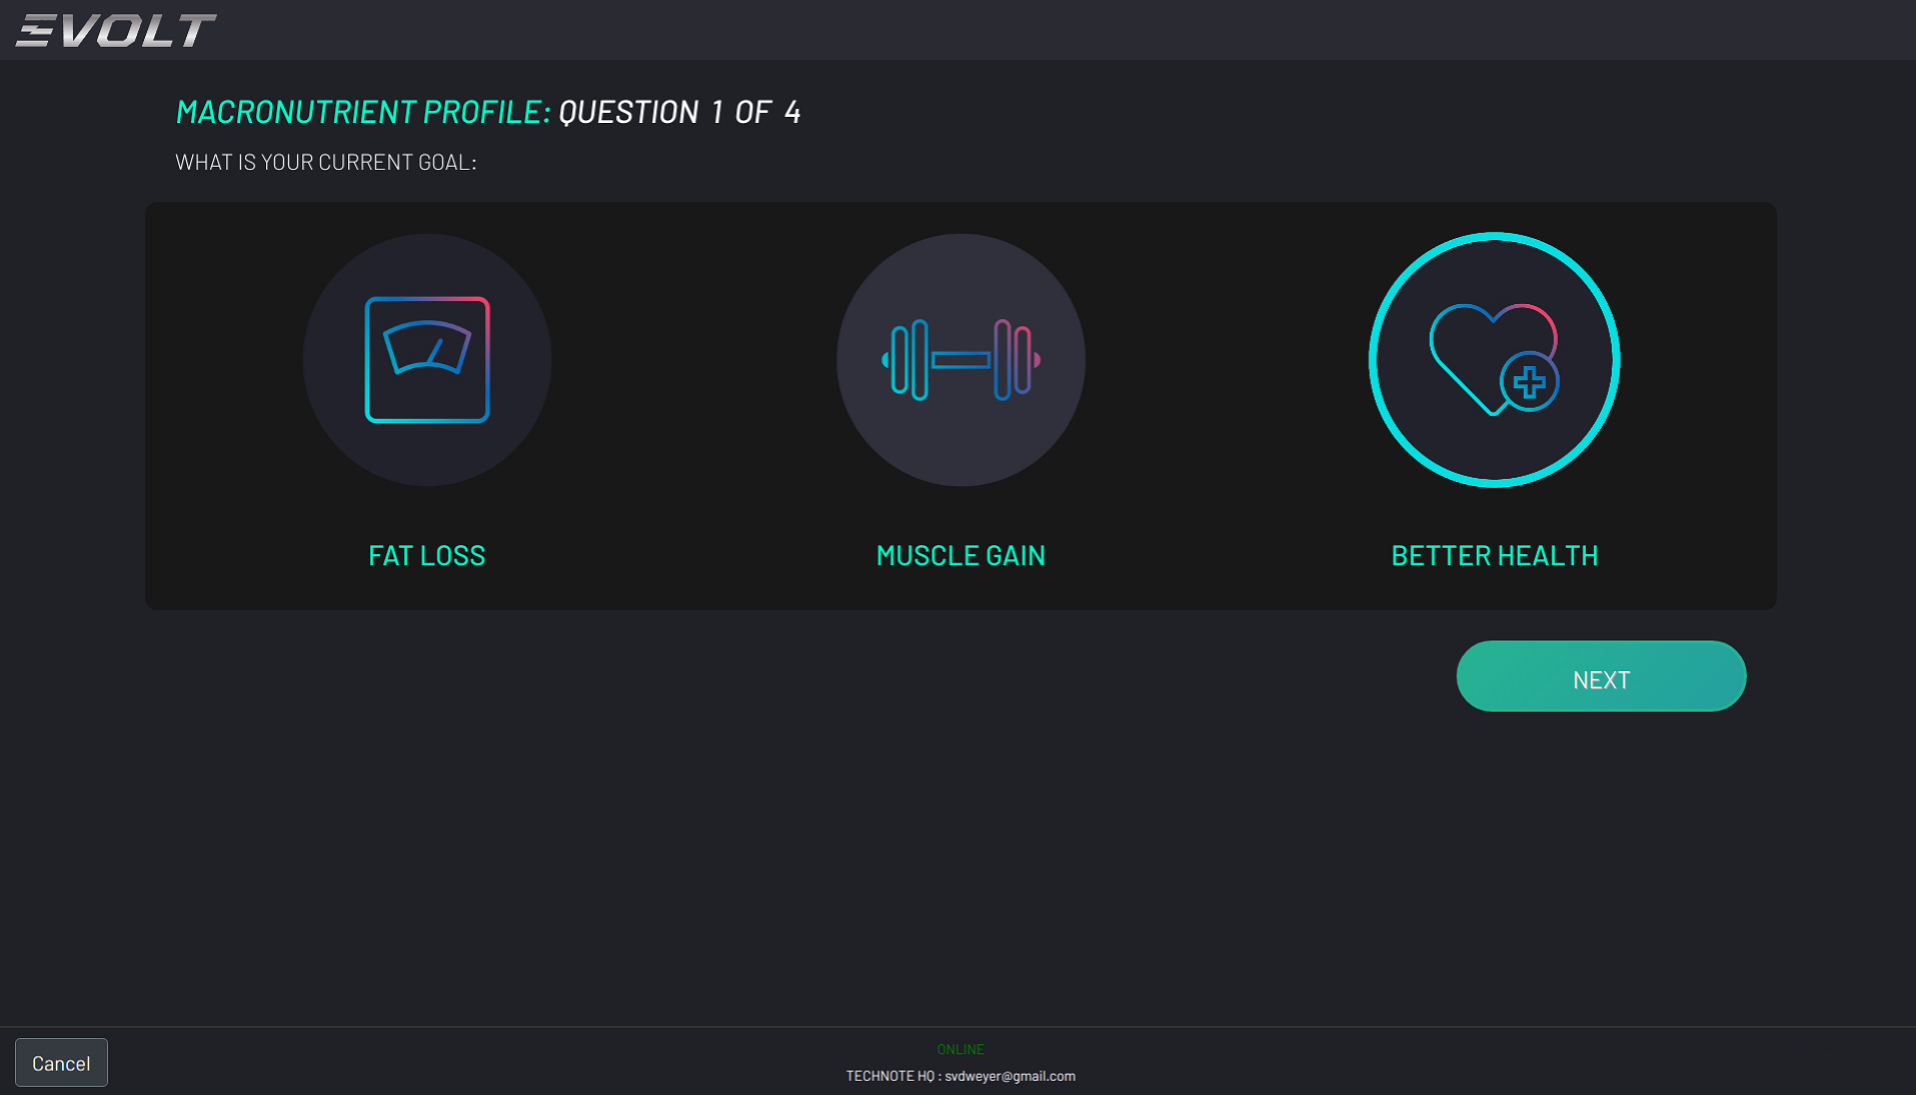 EVOLT
MACRONUTRIENT PROFILE: QUESTION 1 OF 4
WHAT IS YOUR CURRENT GOAL:
FAT LOSS
MUSCLE GAIN
BETTER HEALTH
NEXT
Cancel
ONLINE
TECHNOTE HQ : svdweyer@gmail.com